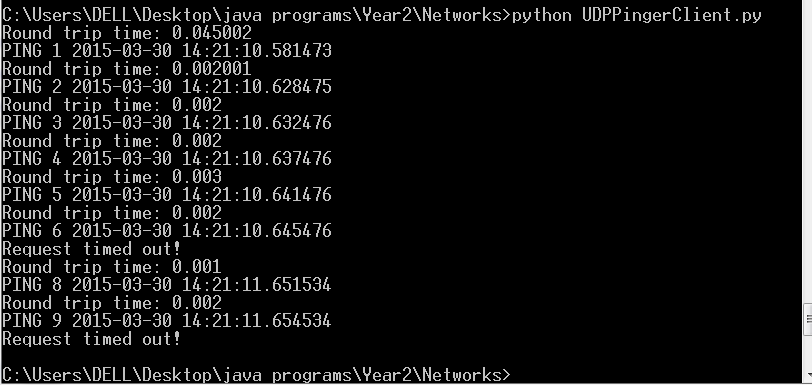 C:\Users\DELL\Desktop\java programs\Year2\Networks>python UDPPingerClient.py
Round trip time: 0.045002
PING 1 2015-03-30 14:21:10.581473
Round trip time: 0.002001
PING 2 2015-03-30 14:21:10.628475
Round trip time: 0.002
PING 3 2015-03-30 14:21:10.632476
Round trip time: 0.002
PING 4 2015-03-30 14:21:10.637476
Round trip time: 0.003
PING 5 2015-03-30 14:21:10.641476
Round trip time: 0.002
PING 6 2015-03-30 14:21:10.645476
Request timed out!
Round trip time: 0.001
PING 8 2015-03-30 14:21:11.651534
Round trip time: 0.002
PING 9 2015-03-30 14:21:11.654534
Request timed out!
C:\Users\DELL\Desktop\java programs\Year2\Networks>